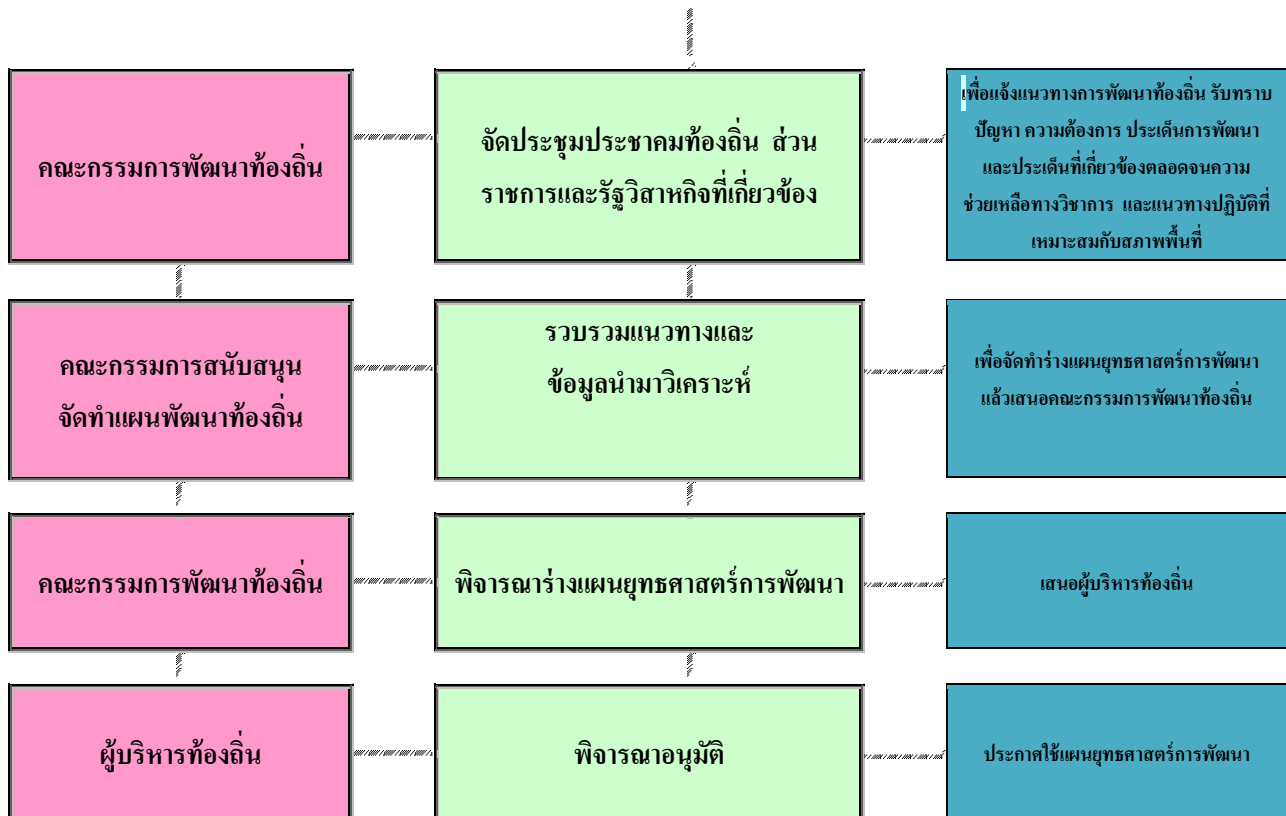 คณะกรรมการพัฒนาท้องถิ่น
จัดประชุมประชาคมท้องถิ่น ส่วน
ราชการและรัฐวิสาหกิจที่เกี่ยวข้อง
เพื่อแจ้งแนวทางการพัฒนาท้องถิ่น รับทราบ
ปัญหา ความต้องการ ประเด็นการพัฒนา
และประเด็นที่เกี่ยวข้องตลอดจนความ
ช่วยเหลือทางวิชาการ และแนวทางปฏิบัติที่
เหมาะสมกับสภาพพื้นที่
คณะกรรมการสนับสนุน
จัดทำแผนพัฒนาท้องถิ่น
รวบรวมแนวทางและ
ข้อมูลนำมาวิเคราะห์
เพื่อจัดทำร่างแผนยุทธศาสตร์การพัฒนา
แล้วเสนอคณะกรรมการพัฒนาท้องถิ่น
คณะกรรมการพัฒนาท้องถิ่น
พิจารณาร่างแผนยุทธศาสตร์การพัฒนา
เสนอผู้บริหารท้องถิ่น
ผู้บริหารท้องถิ่น
พิจารณาอนุมัติ
ประกาศใช้แผนยุทธศาสตร์การพัฒนา